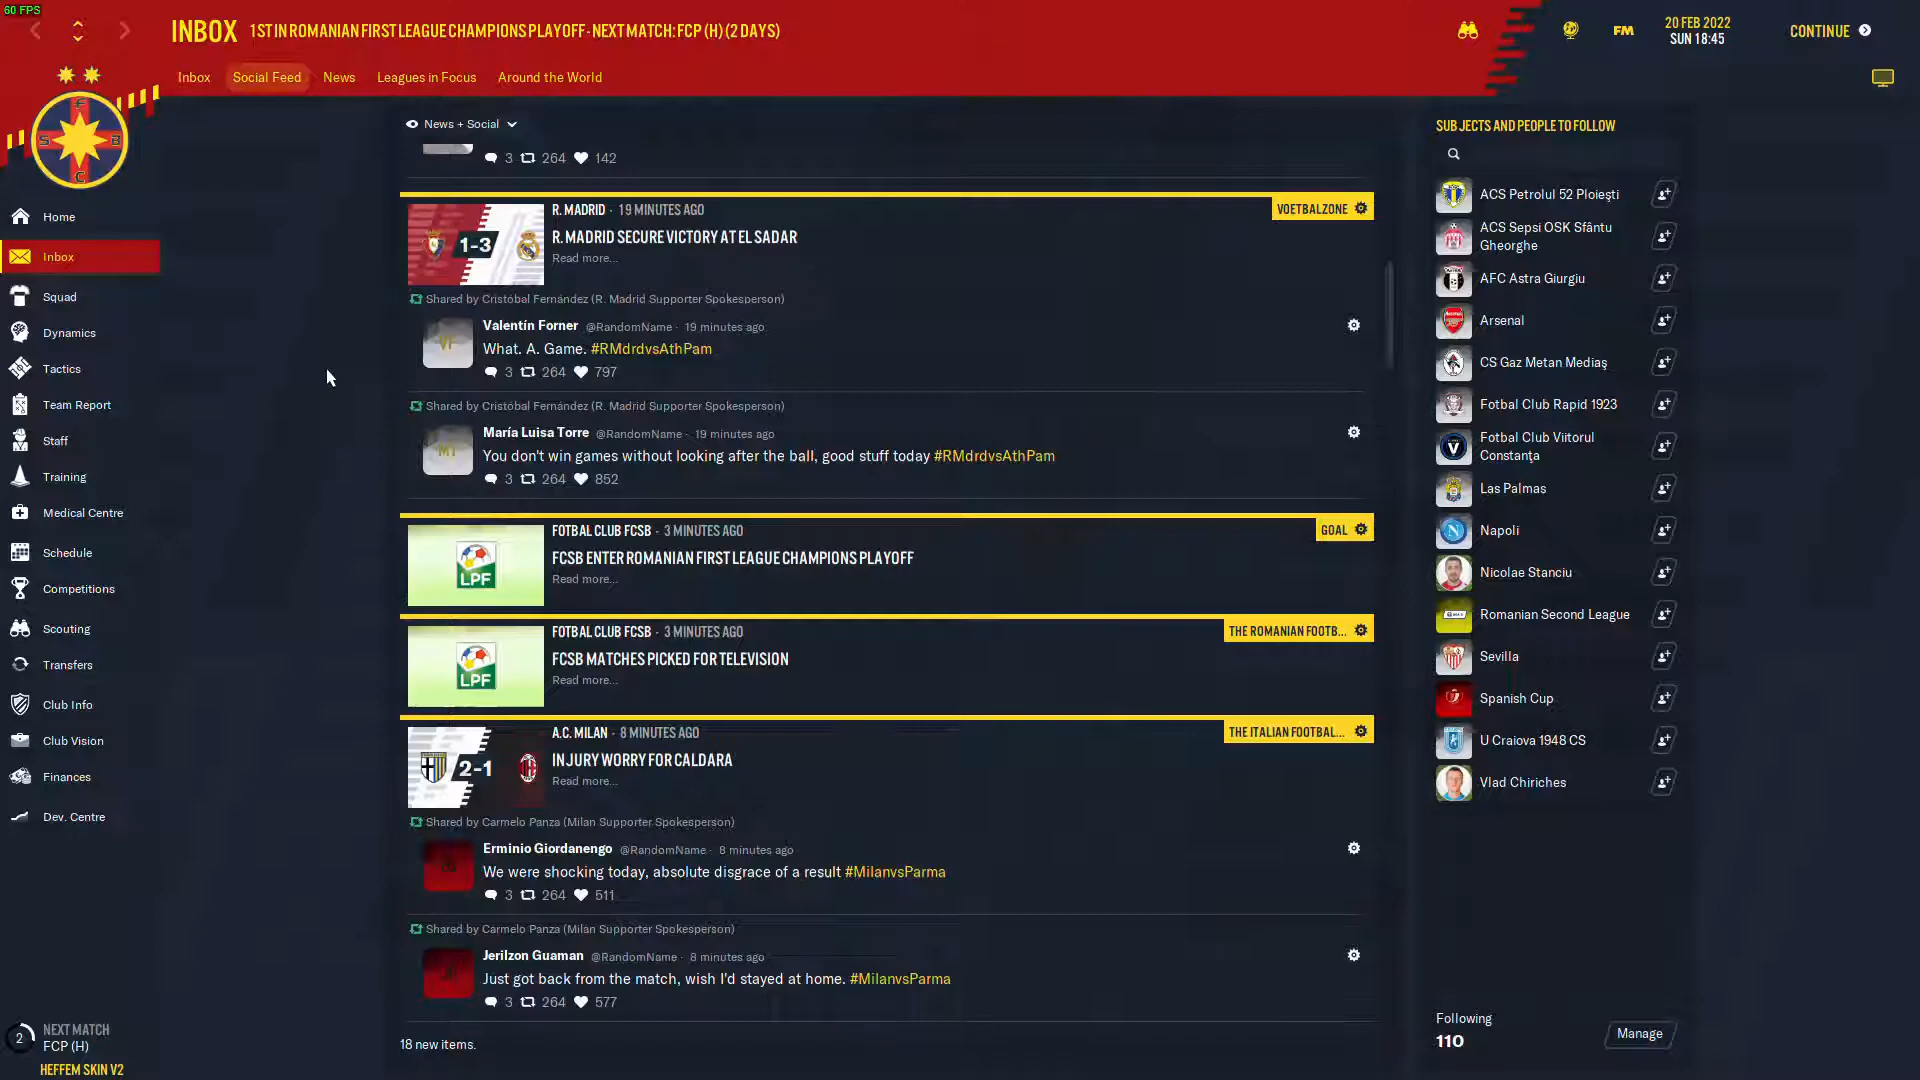 60 FPS
INBOX
1ST IN ROMANIAN FIRST LEAGUE CHAMPIONS PLAYOFF - NEXT MATCH: FCP (H) (2 DAYS)
FM
20 FEB 2022
SUN 18:45
CONTINUE
Inbox
Social Feed
News
Leagues in Focus
Around the World
F
S B
C
Home
Inbox
Squad
Dynamics
Tactics
Team Report
Staff
Training
Medical Centre
Schedule
Competitions
Scouting
Transfers
Club Info
Club Vision
Finances
Dev. Centre
2
NEXT MATCH
FCP (H)
HEFFEM SKIN V2
News + Social
3 264 142
R. MADRID - 19 MINUTES AGO
VOETBALZONE
1-3
R. MADRID SECURE VICTORY AT EL SADAR
Read more...
Shared by Cristóbal Fernández (R. Madrid Supporter Spokesperson)
VF
Valentín Forner @RandomName - 19 minutes ago
What. A. Game. #RMdrdvsAthPam
3 264 797
Shared by Cristóbal Fernández (R. Madrid Supporter Spokesperson)
MT
María Luisa Torre @RandomName - 19 minutes ago
You don't win games without looking after the ball, good stuff today #RMdrdvsAthPam
3 264 852
FOTBAL CLUB FCSB - 3 MINUTES AGO
GOAL
LPF
FCSB ENTER ROMANIAN FIRST LEAGUE CHAMPIONS PLAYOFF
Read more...
FOTBAL CLUB FCSB - 3 MINUTES AGO
THE ROMANIAN FOOTB...
LPF
FCSB MATCHES PICKED FOR TELEVISION
Read more...
A.C. MILAN - 8 MINUTES AGO
THE ITALIAN FOOTBAL...
2-1
INJURY WORRY FOR CALDARA
Read more...
Shared by Carmelo Panza (Milan Supporter Spokesperson)
Erminio Giordanengo @RandomName - 8 minutes ago
We were shocking today, absolute disgrace of a result #MilanvsParma
3 264 511
Shared by Carmelo Panza (Milan Supporter Spokesperson)
Jerilzon Guaman @RandomName - 8 minutes ago
Just got back from the match, wish I'd stayed at home. #MilanvsParma
3 264 577
18 new items.
SUBJECTS AND PEOPLE TO FOLLOW
ACS Petrolul 52 Ploieşti
ACS Sepsi OSK Sfântu
Gheorghe
AFC Astra Giurgiu
Arsenal
CS Gaz Metan Mediaş
Fotbal Club Rapid 1923
Fotbal Club Viitorul
Constanţa
Las Palmas
Napoli
Nicolae Stanciu
Romanian Second League
Sevilla
Spanish Cup
U Craiova 1948 CS
Vlad Chiriches
Following
110
Manage